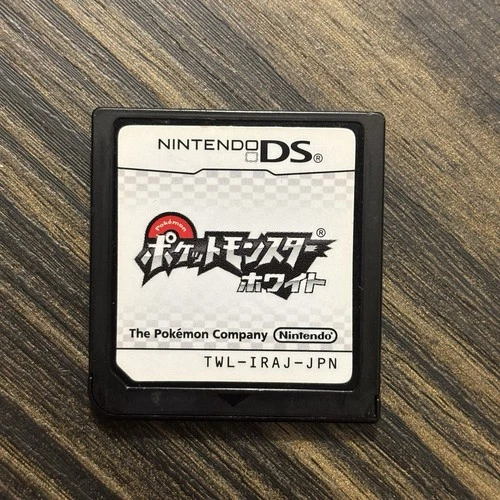 NINTENDO DS®
Pokémon
ポケットモンスター®
ホワイト
The Pokémon Company Nintendo®
TWL-IRAJ-JPN